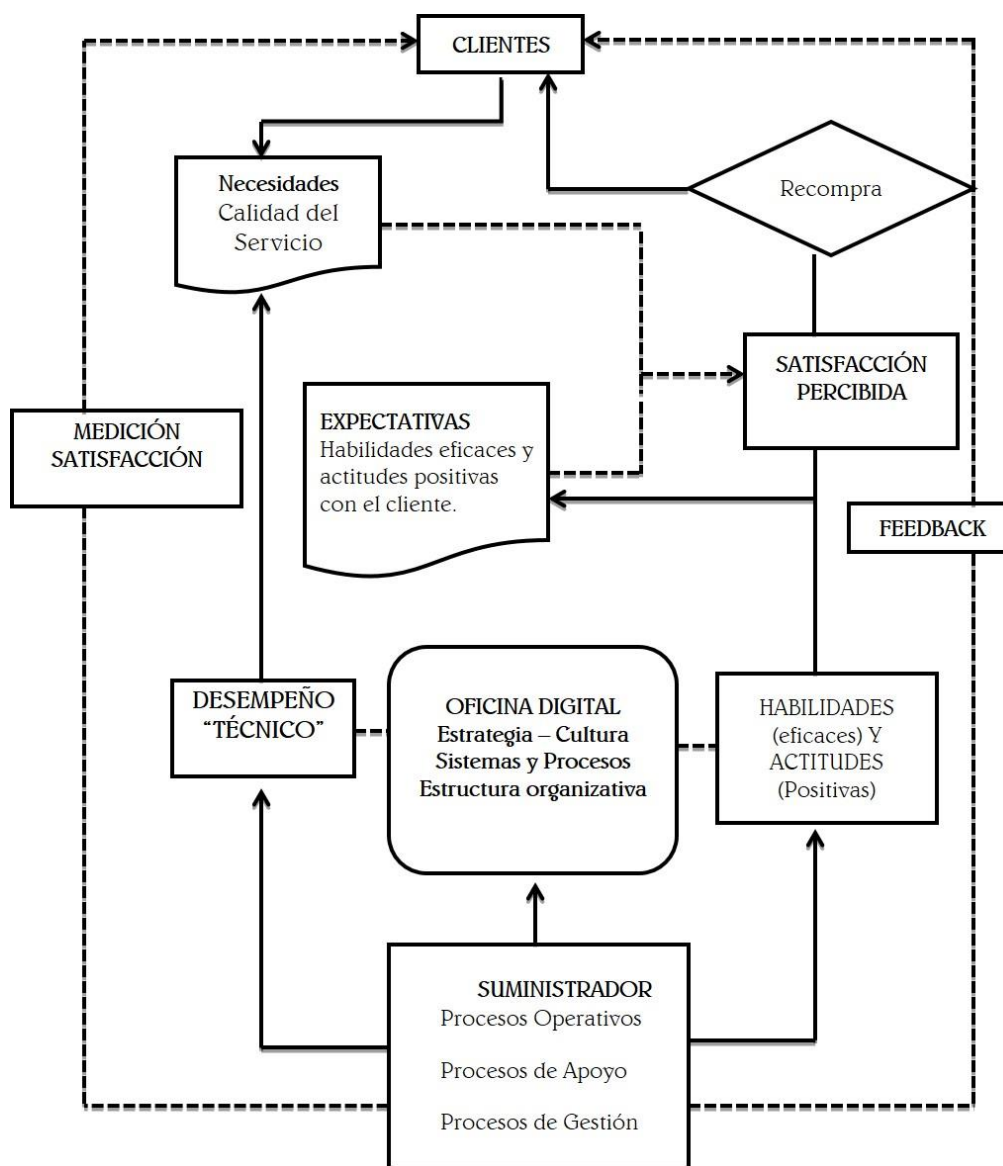 CLIENTES
Necesidades
Calidad del
Servicio
Recompra
SATISFACCIÓN
PERCIBIDA
EXPECTATIVAS
Habilidades eficaces y
actitudes positivas
con el cliente.
MEDICIÓN
SATISFACCIÓN
FEEDBACK
DESEMPEÑO
“TÉCNICO”
OFICINA DIGITAL
Estrategia – Cultura
Sistemas y Procesos
Estructura organizativa
HABILIDADES
(eficaces) Y
ACTITUDES
(Positivas)
SUMINISTRADOR
Procesos Operativos
Procesos de Apoyo
Procesos de Gestión